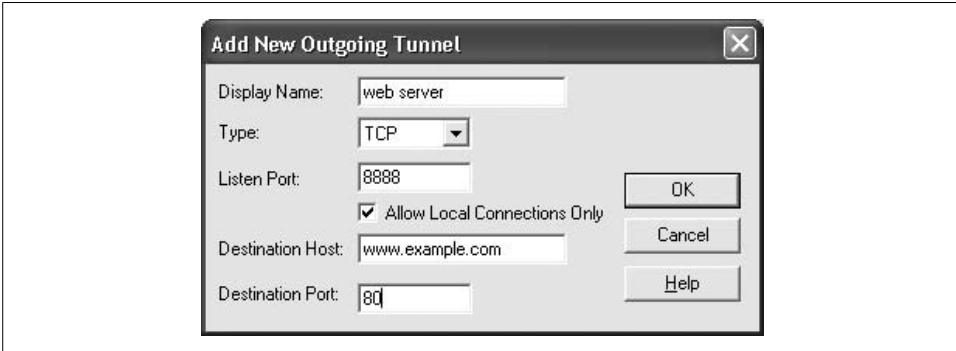 Add New Outgoing Tunnel
Display Name: web server
Type: TCP
Listen Port: 8888
Allow Local Connections Only
Destination Host: www.example.com
Destination Port: 80
OK
Cancel
Help